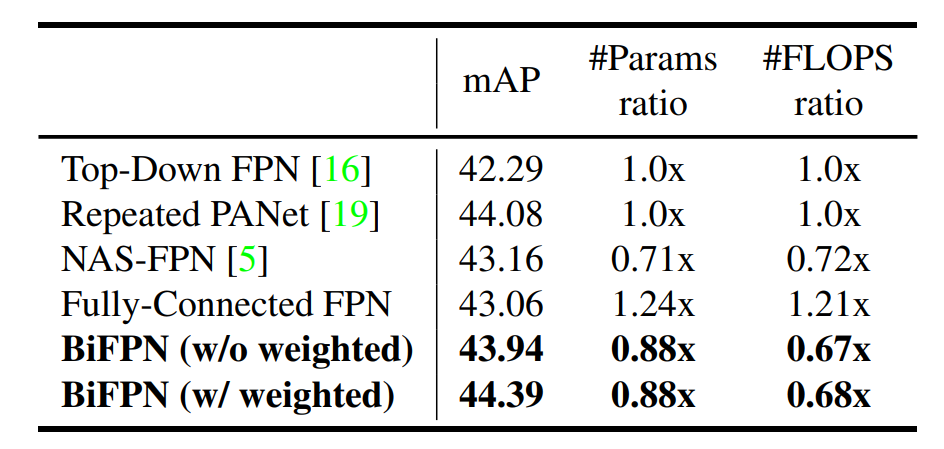 mAP #Params ratio #FLOPS ratio
Top-Down FPN [16] 42.29 1.0x 1.0x
Repeated PANet [19] 44.08 1.0x 1.0x
NAS-FPN [5] 43.16 0.71x 0.72x
Fully-Connected FPN 43.06 1.24x 1.21x
BiFPN (w/o weighted) 43.94 0.88x 0.67x
BiFPN (w/ weighted) 44.39 0.88x 0.68x